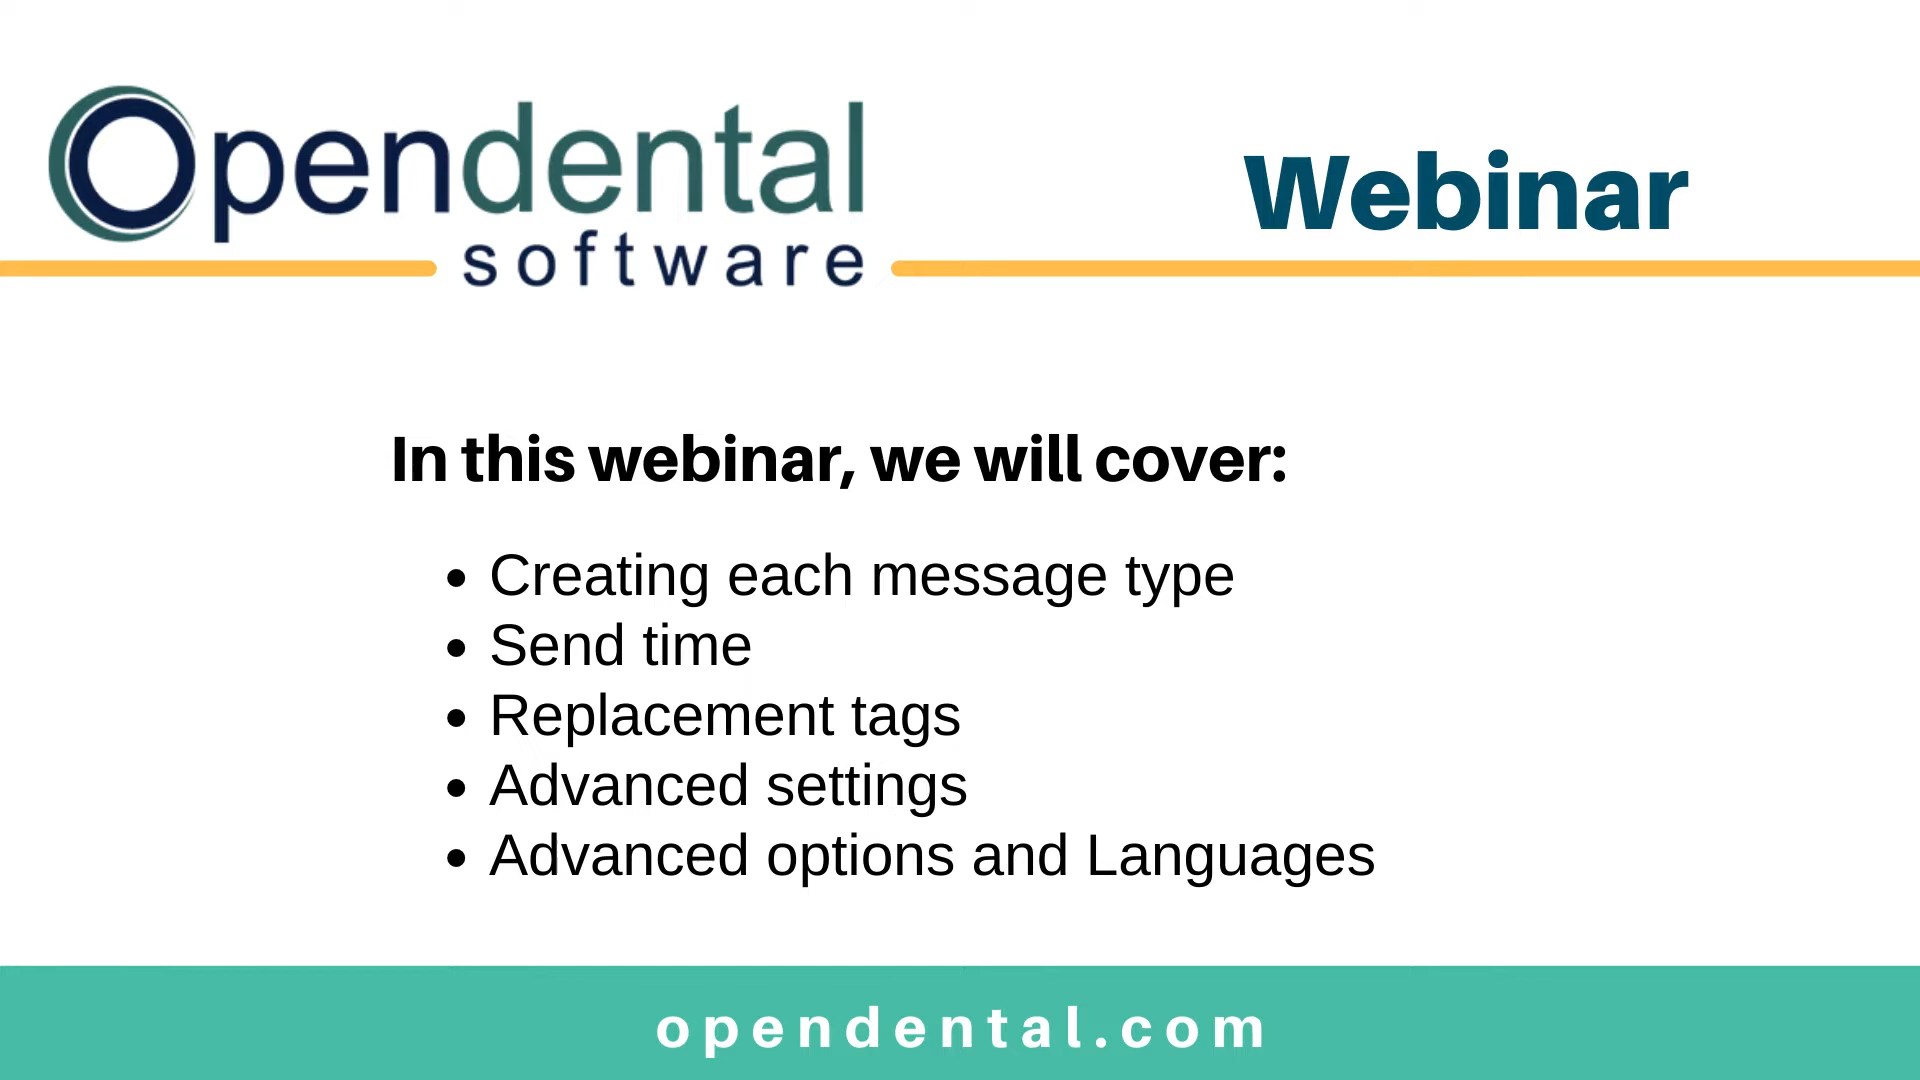 Opendental
software
Webinar
In this webinar, we will cover:
• Creating each message type
• Send time
• Replacement tags
• Advanced settings
• Advanced options and Languages
opendental.com